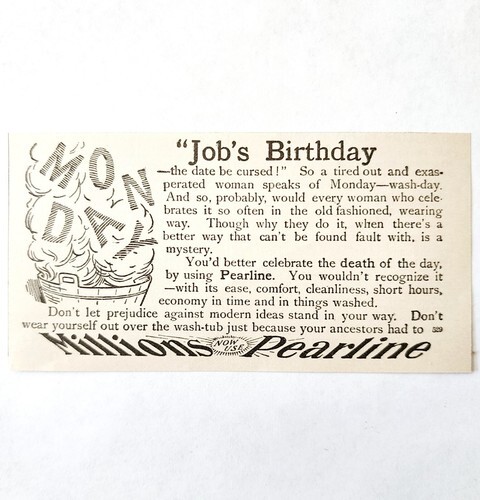 MON
DAY
"Job's Birthday
—the date be cursed!" So a tired out and exas-
perated woman speaks of Monday—wash-day.
And so, probably, would every woman who cele-
brates it so often in the old fashioned, wearing
way. Though why they do it, when there's a
better way that can't be found fault with, is a
mystery.
You'd better celebrate the death of the day,
by using Pearline. You wouldn't recognize it
—with its ease, comfort, cleanliness, short hours,
economy in time and in things washed.
Don't let prejudice against modern ideas stand in your way. Don't
wear yourself out over the wash-tub just because your ancestors had to 329
Millions NOW USE Pearline